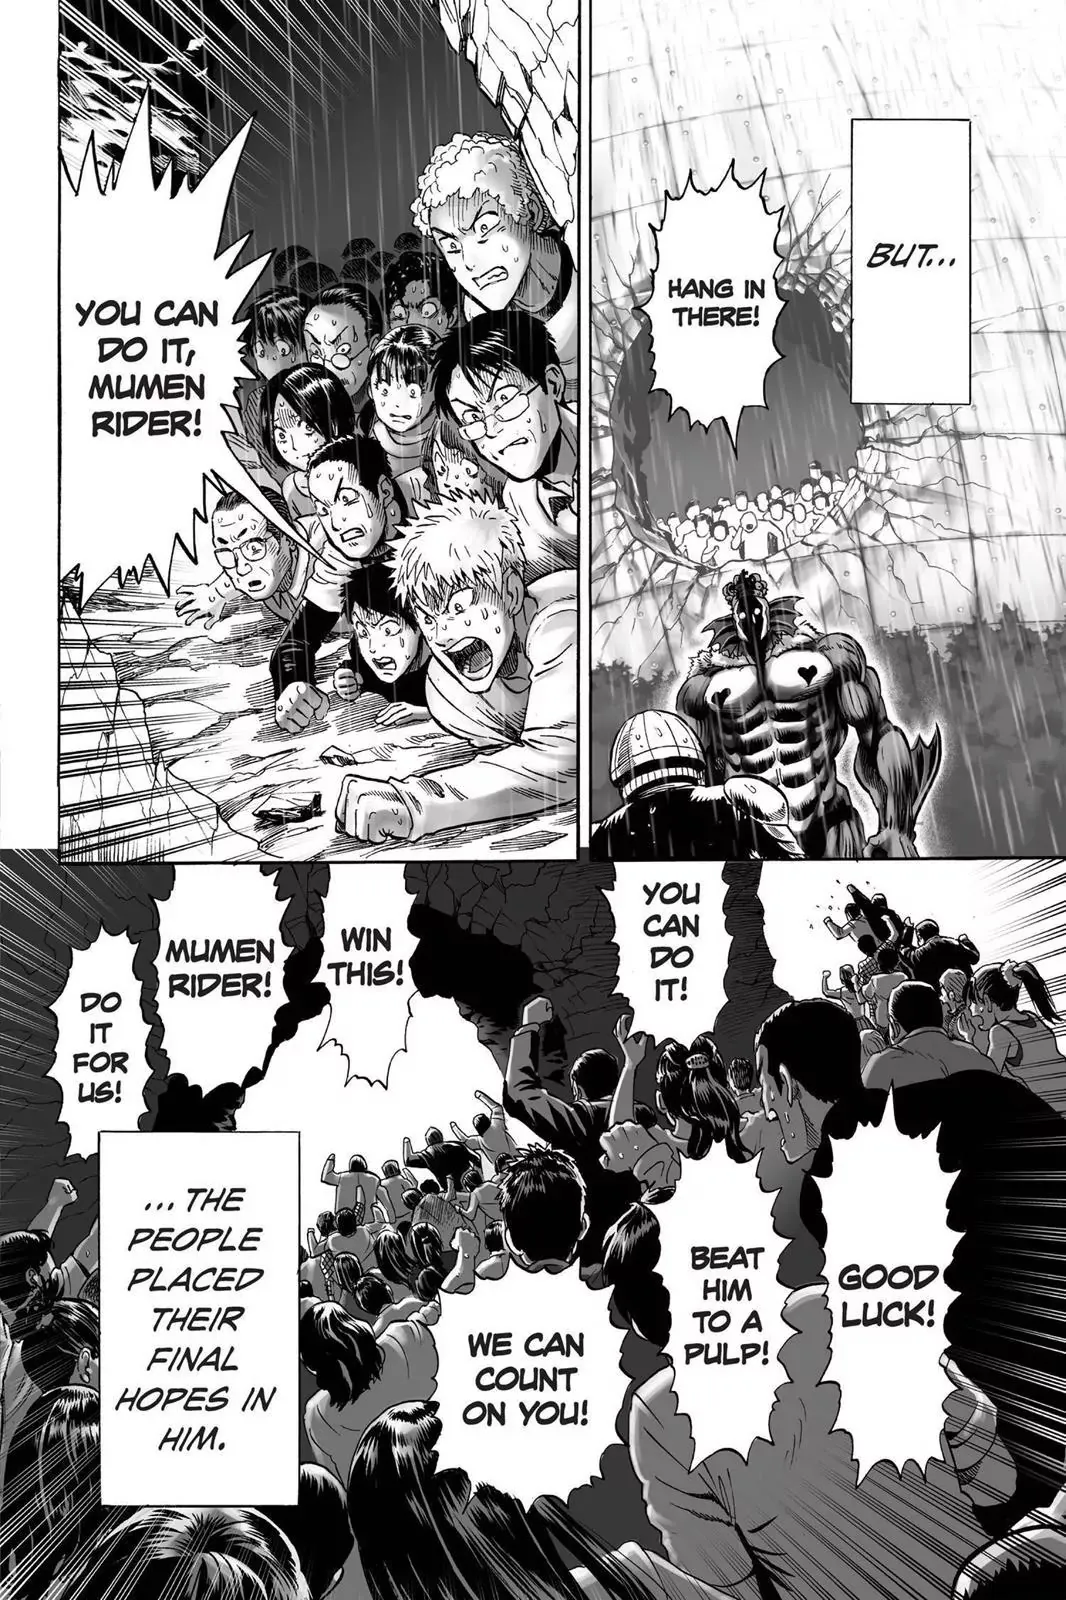 BUT...
HANG IN
THERE!
YOU CAN
DO IT,
MUMEN
RIDER!
YOU
CAN
DO
IT!
WIN
THIS!
MUMEN
RIDER!
DO
IT
FOR
US!
GOOD
LUCK!
BEAT
HIM
TO A
PULP!
WE CAN
COUNT
ON YOU!
...THE
PEOPLE
PLACED
THEIR
FINAL
HOPES IN
HIM.